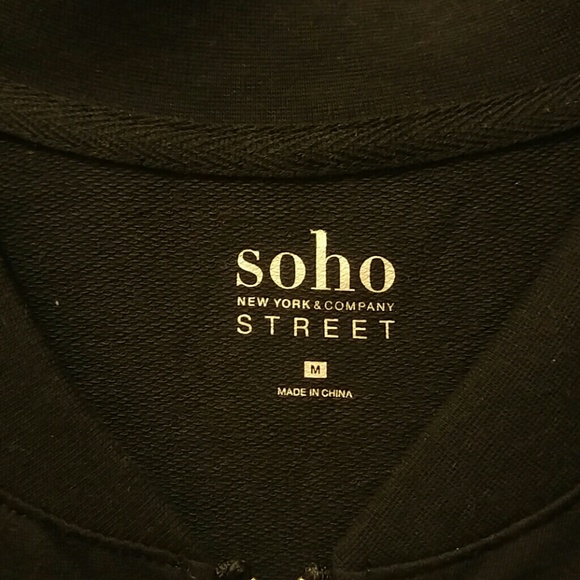 soho
NEW YORK & COMPANY
STREET
M
MADE IN CHINA